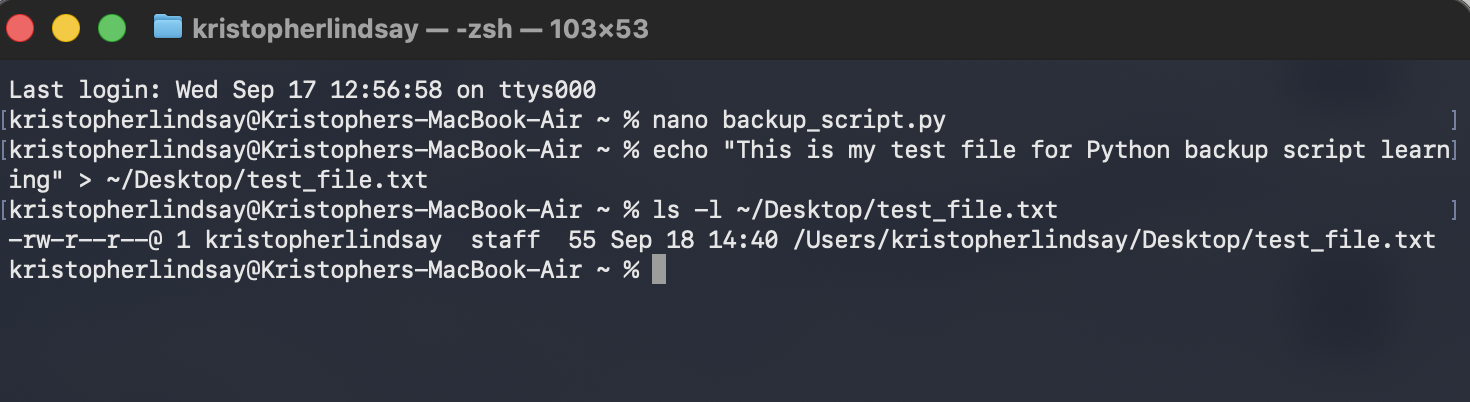 kristopherlindsay — -zsh — 103×53
Last login: Wed Sep 17 12:56:58 on ttys000
[kristopherlindsay@Kristophers-MacBook-Air ~ % nano backup_script.py ]
[kristopherlindsay@Kristophers-MacBook-Air ~ % echo "This is my test file for Python backup script learn]
ing" > ~/Desktop/test_file.txt
[kristopherlindsay@Kristophers-MacBook-Air ~ % ls -l ~/Desktop/test_file.txt ]
-rw-r--r--@ 1 kristopherlindsay  staff  55 Sep 18 14:40 /Users/kristopherlindsay/Desktop/test_file.txt
kristopherlindsay@Kristophers-MacBook-Air ~ %